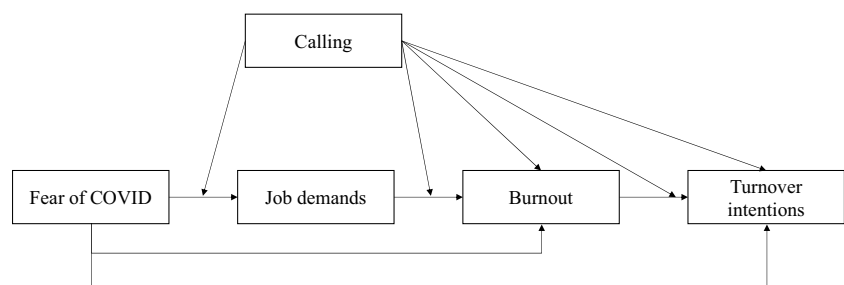 Calling
Fear of COVID
Job demands
Burnout
Turnover
intentions